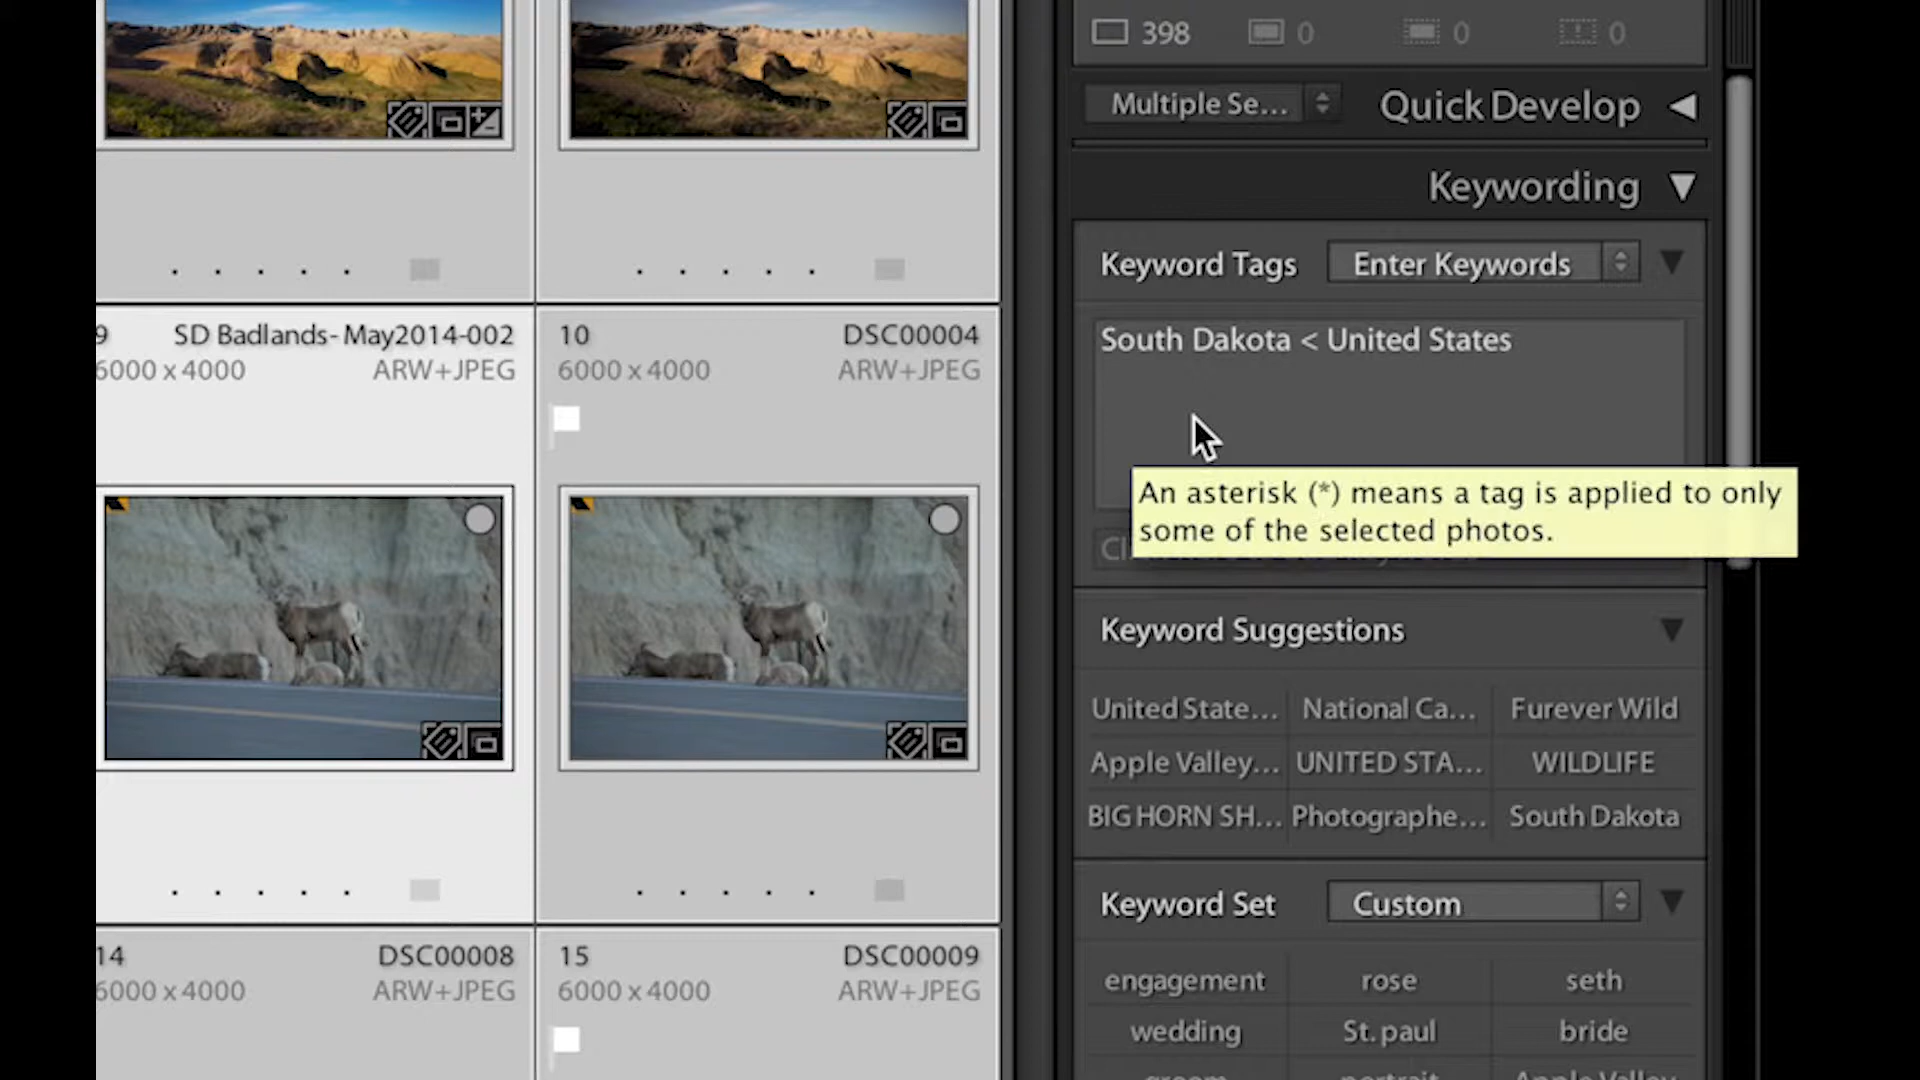 398 0 0 0
Multiple Se... Quick Develop
Keywording
Keyword Tags Enter Keywords
South Dakota < United States
9 SD Badlands- May2014-002
6000 x 4000 ARW+JPEG
10 DSC00004
6000 x 4000 ARW+JPEG
An asterisk (*) means a tag is applied to only
some of the selected photos.
Keyword Suggestions
United State... National Ca... Furever Wild
Apple Valley... UNITED STA... WILDLIFE
BIG HORN SH... Photographe... South Dakota
Keyword Set Custom
14 DSC00008
6000 x 4000 ARW+JPEG
15 DSC00009
6000 x 4000 ARW+JPEG
engagement rose seth
wedding St. paul bride
groom portrait Apple Valley